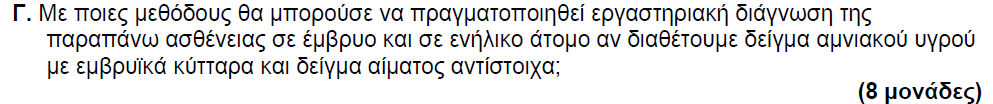 Γ. Με ποιες μεθόδους θα μπορούσε να πραγματοποιηθεί εργαστηριακή διάγνωση της
παραπάνω ασθένειας σε έμβρυο και σε ενήλικο άτομο αν διαθέτουμε δείγμα αμνιακού υγρού
με εμβρυϊκά κύτταρα και δείγμα αίματος αντίστοιχα;
(8 μονάδες)